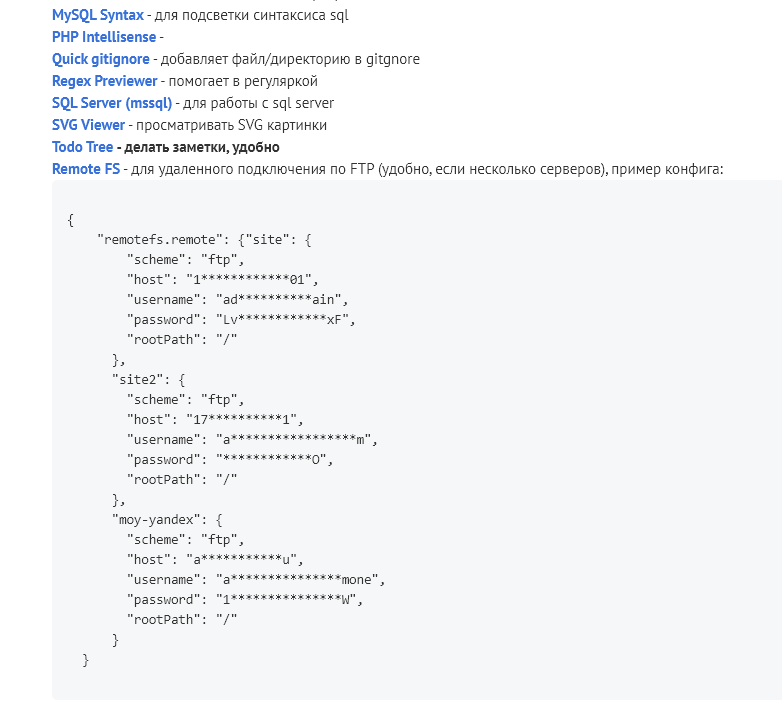 MySQL Syntax - для подсветки синтаксиса sql
PHP Intellisense -
Quick gitignore - добавляет файл/директорию в gitgnore
Regex Previewer - помогает в регуляркой
SQL Server (mssql) - для работы с sql server
SVG Viewer - просматривать SVG картинки
Todo Tree - делать заметки, удобно
Remote FS - для удаленного подключения по FTP (удобно, если несколько серверов), пример конфига:
{
"remotefs.remote": {"site": {
"scheme": "ftp",
"host": "1************01",
"username": "ad**********ain",
"password": "Lv************xF",
"rootPath": "/"
},
"site2": {
"scheme": "ftp",
"host": "17**********1",
"username": "a*****************m",
"password": "************O",
"rootPath": "/"
},
"moy-yandex": {
"scheme": "ftp",
"host": "a***********u",
"username": "a***************mone",
"password": "1***************W",
"rootPath": "/"
}
}